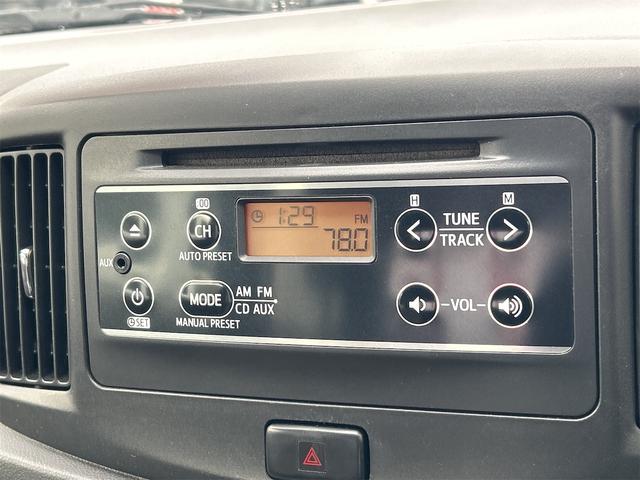 :00
H
M
CH
1:29
FM
78.0
TUNE
TRACK
AUTO PRESET
AUX
MODE
AM FM
CD AUX
VOL
SET
MANUAL PRESET